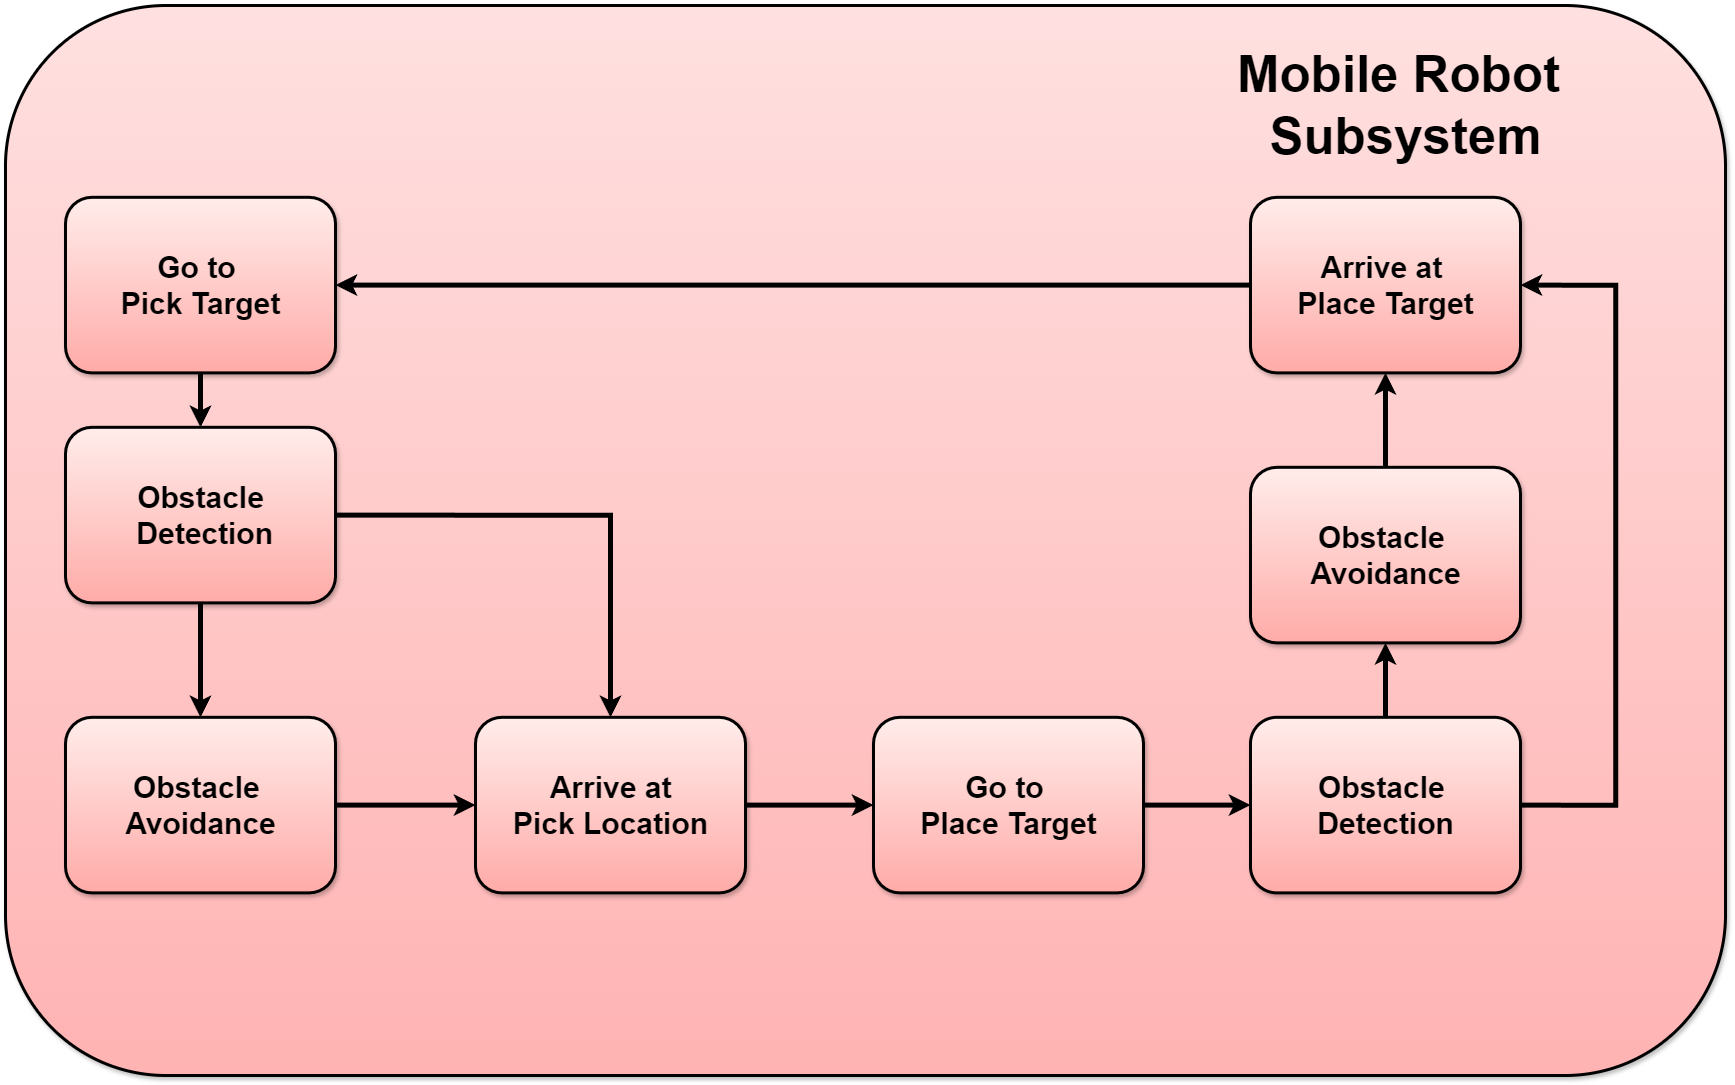 Mobile Robot
Subsystem
Go to
Pick Target
Arrive at
Place Target
Obstacle
Detection
Obstacle
Avoidance
Obstacle
Avoidance
Arrive at
Pick Location
Go to
Place Target
Obstacle
Detection